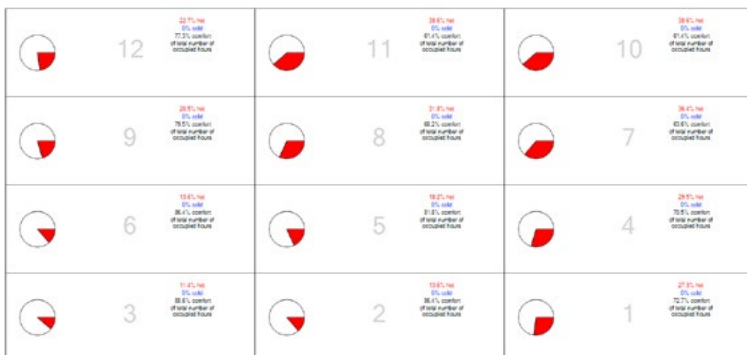 12
22.7% hot
0% cold
77.3% comfort
of total number of
occupied hours
11
38.6% hot
0% cold
61.4% comfort
of total number of
occupied hours
10
38.6% hot
0% cold
61.4% comfort
of total number of
occupied hours
9
20.5% hot
0% cold
79.5% comfort
of total number of
occupied hours
8
31.8% hot
0% cold
68.2% comfort
of total number of
occupied hours
7
36.4% hot
0% cold
63.6% comfort
of total number of
occupied hours
6
13.6% hot
0% cold
86.4% comfort
of total number of
occupied hours
5
18.2% hot
0% cold
81.8% comfort
of total number of
occupied hours
4
29.5% hot
0% cold
70.5% comfort
of total number of
occupied hours
3
11.4% hot
0% cold
88.6% comfort
of total number of
occupied hours
2
13.6% hot
0% cold
86.4% comfort
of total number of
occupied hours
1
27.3% hot
0% cold
72.7% comfort
of total number of
occupied hours